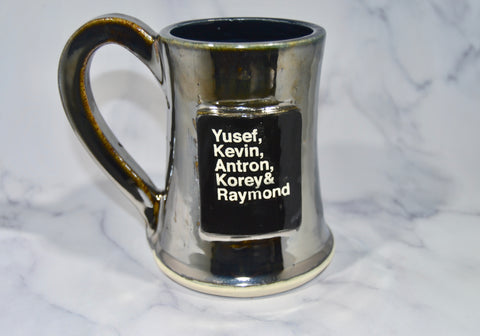 Yusef,
Kevin,
Antron,
Korey&
Raymond